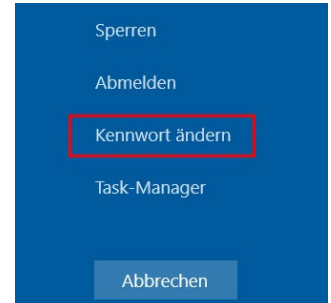 Sperren
Abmelden
Kennwort ändern
Task-Manager
Abbrechen